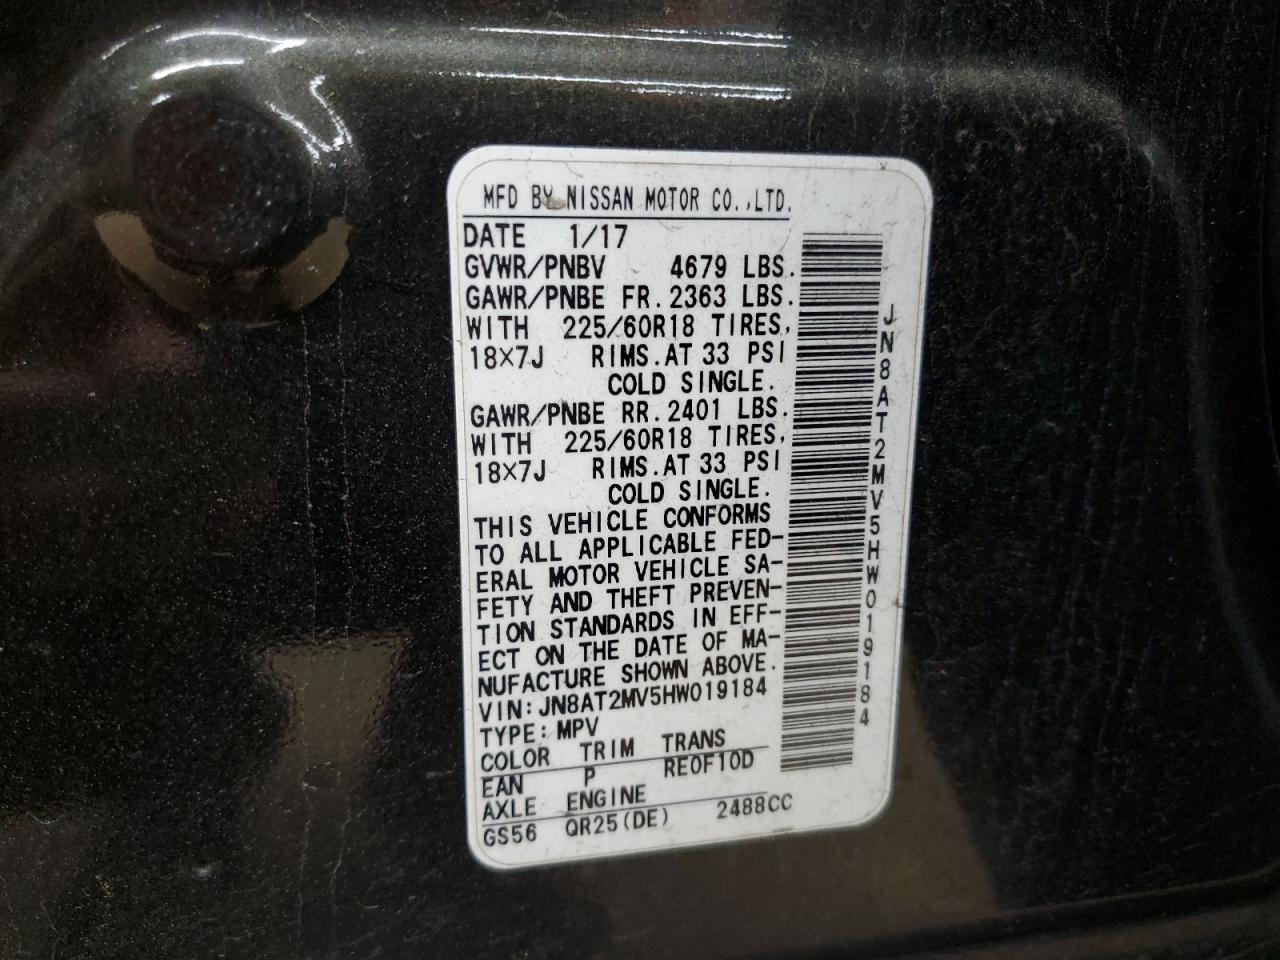 MFD BY NISSAN MOTOR CO.,LTD.
DATE 1/17
GVWR/PNBV 4679 LBS.
GAWR/PNBE FR. 2363 LBS.
WITH 225/60R18 TIRES,
18×7J RIMS. AT 33 PSI
COLD SINGLE.
GAWR/PNBE RR. 2401 LBS.
WITH 225/60R18 TIRES,
18×7J RIMS. AT 33 PSI
COLD SINGLE.
THIS VEHICLE CONFORMS
TO ALL APPLICABLE FED-
ERAL MOTOR VEHICLE SA-
FETY AND THEFT PREVEN-
TION STANDARDS IN EFF-
ECT ON THE DATE OF MA-
NUFACTURE SHOWN ABOVE.
VIN: JN8AT2MV5HW019184
TYPE: MPV
COLOR TRIM TRANS
EAN P RE0F10D
AXLE ENGINE
GS56 QR25(DE) 2488CC
JN8AT2MV5HW019184